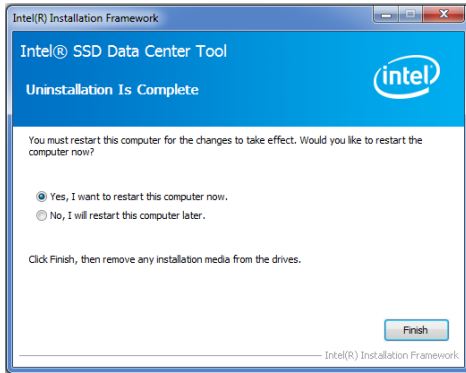 Intel(R) Installation Framework
Intel® SSD Data Center Tool
Uninstallation Is Complete
intel
You must restart this computer for the changes to take effect. Would you like to restart the
computer now?
Yes, I want to restart this computer now.
No, I will restart this computer later.
Click Finish, then remove any installation media from the drives.
Finish
Intel(R) Installation Framework